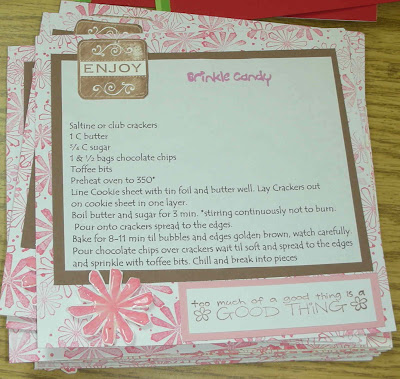 ENJOY
Brinkle Candy
Saltine or club crackers
1 C butter
¾ C sugar
1 & ½ bags chocolate chips
Toffee bits
Preheat oven to 350*
Line Cookie sheet with tin foil and butter well. Lay Crackers out
on cookie sheet in one layer.
Boil butter and sugar for 3 min. *stirring continuously not to burn.
Pour onto crackers spread to the edges.
Bake for 8-11 min til bubbles and edges golden brown, watch carefully.
Pour chocolate chips over crackers wait til soft and spread to the edges
and sprinkle with toffee bits. Chill and break into pieces
too much of a good thing is a
GOOD THING